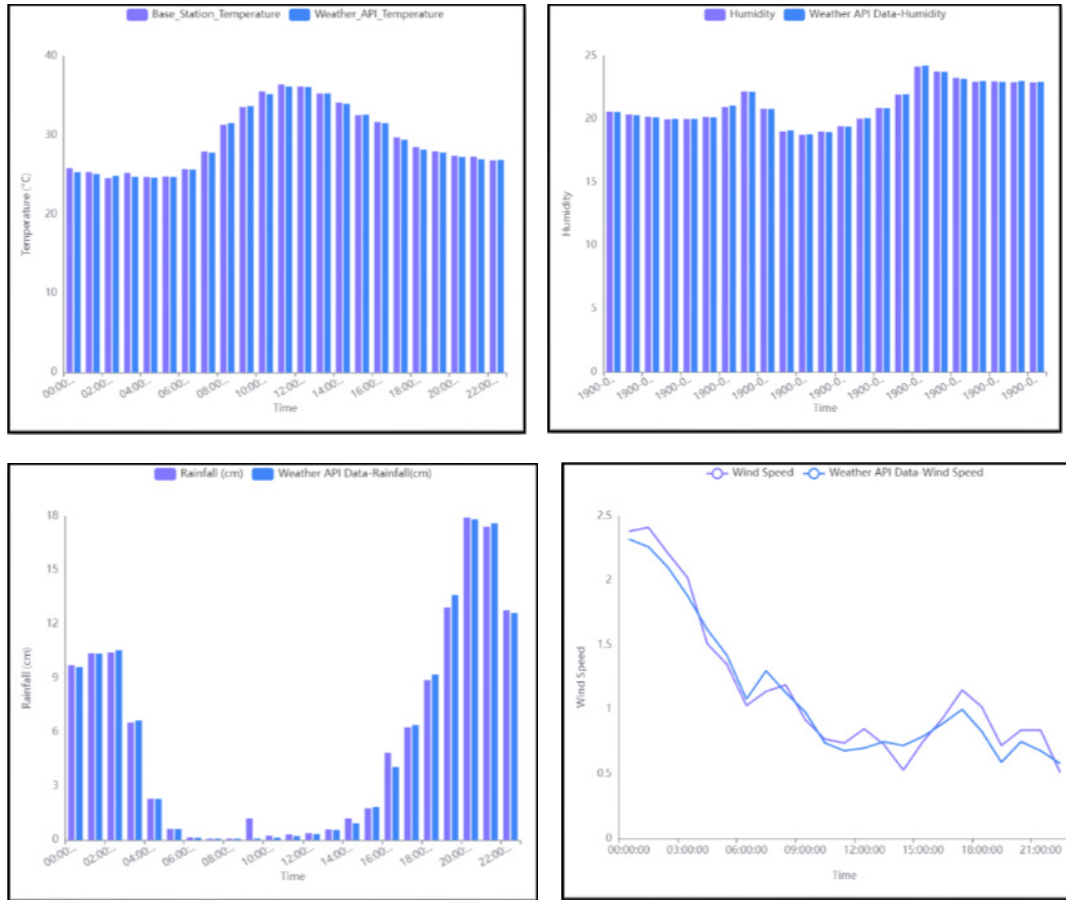 Base_Station_Temperature Weather_API_Temperature
40
30
20
10
0
Temperature (°C)
00:00... 02:00... 04:00... 06:00... 08:00... 10:00... 12:00... 14:00... 16:00... 18:00... 20:00... 22:00...
Time
Humidity Weather API Data-Humidity
25
20
15
10
5
0
Humidity
1900-0... 1900-0... 1900-0... 1900-0... 1900-0... 1900-0... 1900-0... 1900-0... 1900-0... 1900-0... 1900-0... 1900-0...
Time
Rainfall (cm) Weather API Data-Rainfall(cm)
18
15
12
9
6
3
0
Rainfall (cm)
00:00... 02:00... 04:00... 06:00... 08:00... 10:00... 12:00... 14:00... 16:00... 18:00... 20:00... 22:00...
Time
Wind Speed Weather API Data-Wind Speed
2.5
2
1.5
1
0.5
0
Wind Speed
00:00:00 03:00:00 06:00:00 09:00:00 12:00:00 15:00:00 18:00:00 21:00:00
Time